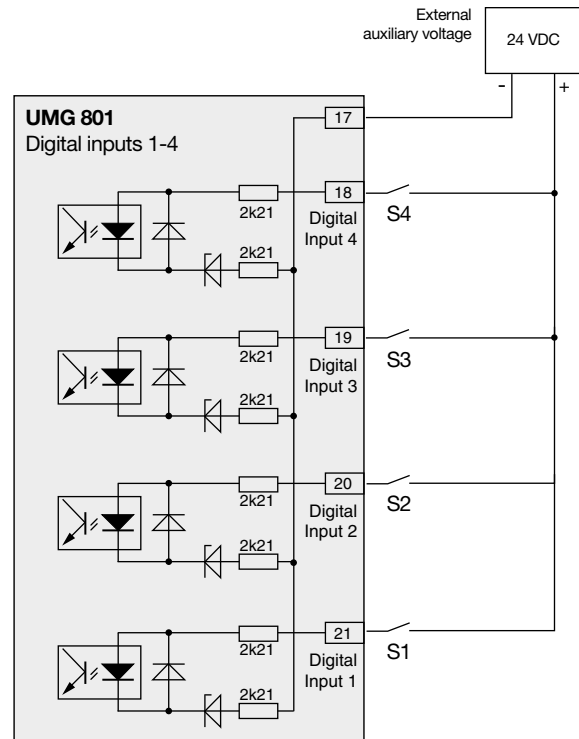 External
auxiliary voltage
24 VDC
- +
UMG 801
Digital inputs 1-4
17
18
2k21
Digital
Input 4
S4
2k21
19
2k21
Digital
Input 3
S3
2k21
20
2k21
Digital
Input 2
S2
2k21
21
2k21
Digital
Input 1
S1
2k21